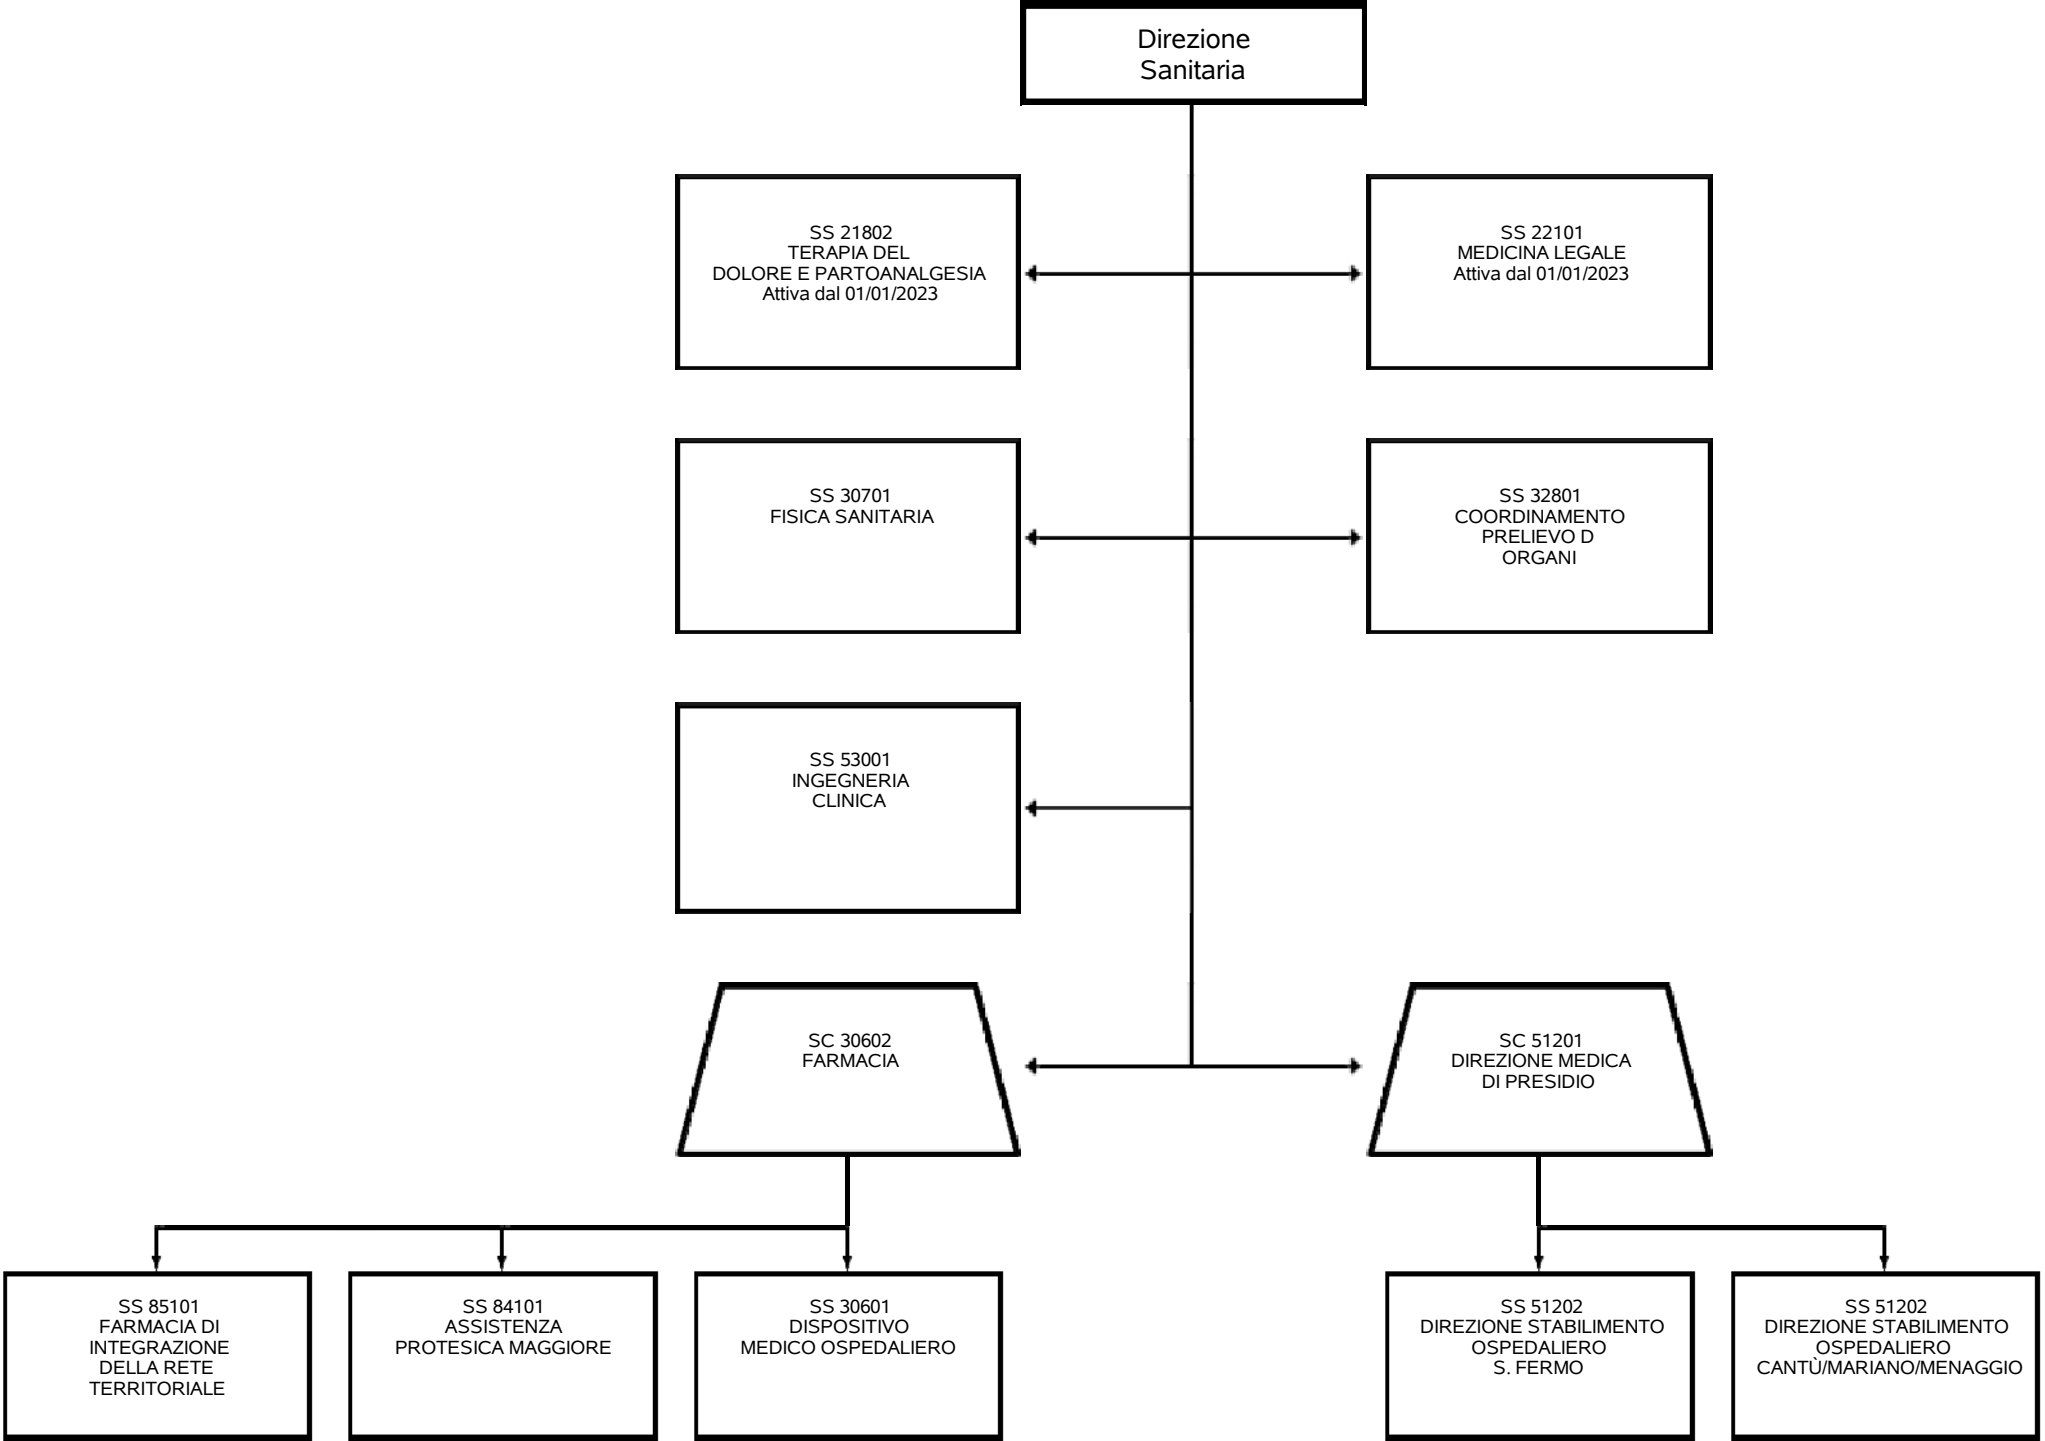 Direzione
Sanitaria
SS 21802
TERAPIA DEL
DOLORE E PARTOANALGESIA
Attiva dal 01/01/2023
SS 22101
MEDICINA LEGALE
Attiva dal 01/01/2023
SS 30701
FISICA SANITARIA
SS 32801
COORDINAMENTO
PRELIEVO D
ORGANI
SS 53001
INGEGNERIA
CLINICA
SC 30602
FARMACIA
SC 51201
DIREZIONE MEDICA
DI PRESIDIO
SS 85101
FARMACIA DI
INTEGRAZIONE
DELLA RETE
TERRITORIALE
SS 84101
ASSISTENZA
PROTESICA MAGGIORE
SS 30601
DISPOSITIVO
MEDICO OSPEDALIERO
SS 51202
DIREZIONE STABILIMENTO
OSPEDALIERO
S. FERMO
SS 51202
DIREZIONE STABILIMENTO
OSPEDALIERO
CANTÙ/MARIANO/MENAGGIO